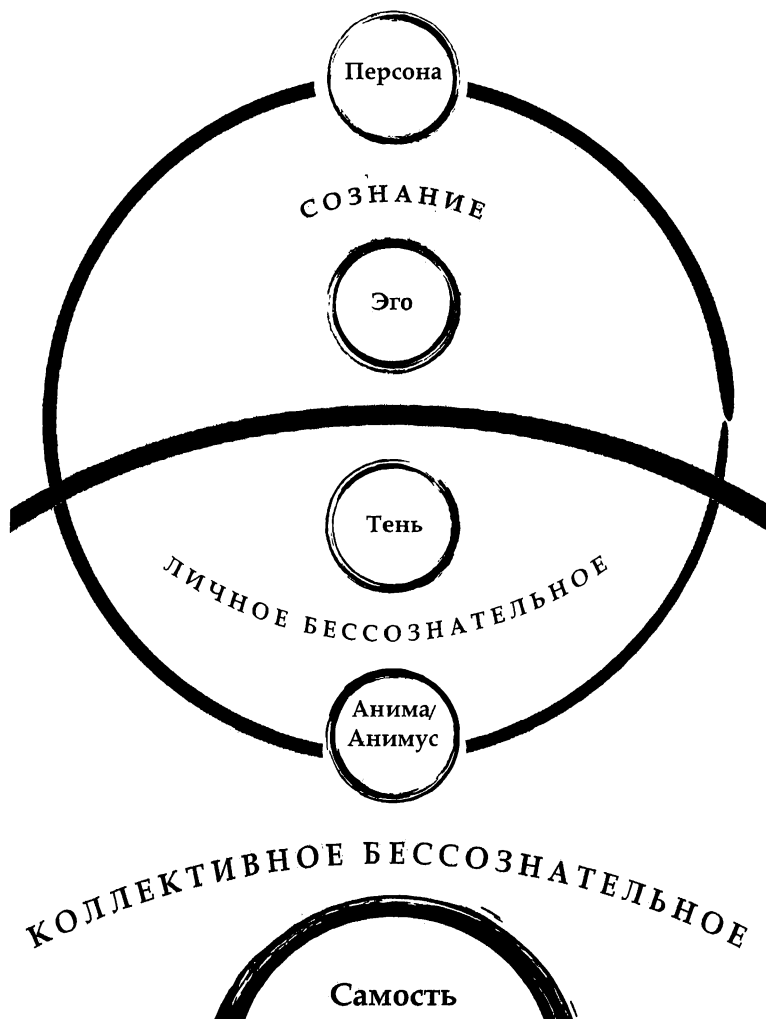 Персона
СОЗНАНИЕ
Эго
Тень
ЛИЧНОЕ БЕССОЗНАТЕЛЬНОЕ
Анима/
Анимус
КОЛЛЕКТИВНОЕ БЕССОЗНАТЕЛЬНОЕ
Самость